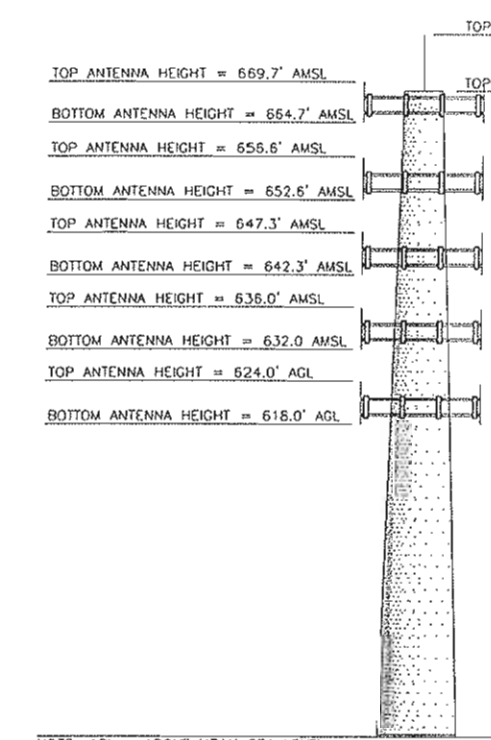 TOP
TOP ANTENNA HEIGHT = 669.7' AMSL
TOP
BOTTOM ANTENNA HEIGHT = 664.7' AMSL
TOP ANTENNA HEIGHT = 656.6' AMSL
BOTTOM ANTENNA HEIGHT = 652.6' AMSL
TOP ANTENNA HEIGHT = 647.3' AMSL
BOTTOM ANTENNA HEIGHT = 642.3' AMSL
TOP ANTENNA HEIGHT = 636.0' AMSL
BOTTOM ANTENNA HEIGHT = 632.0 AMSL
TOP ANTENNA HEIGHT = 624.0' AGL
BOTTOM ANTENNA HEIGHT = 618.0' AGL